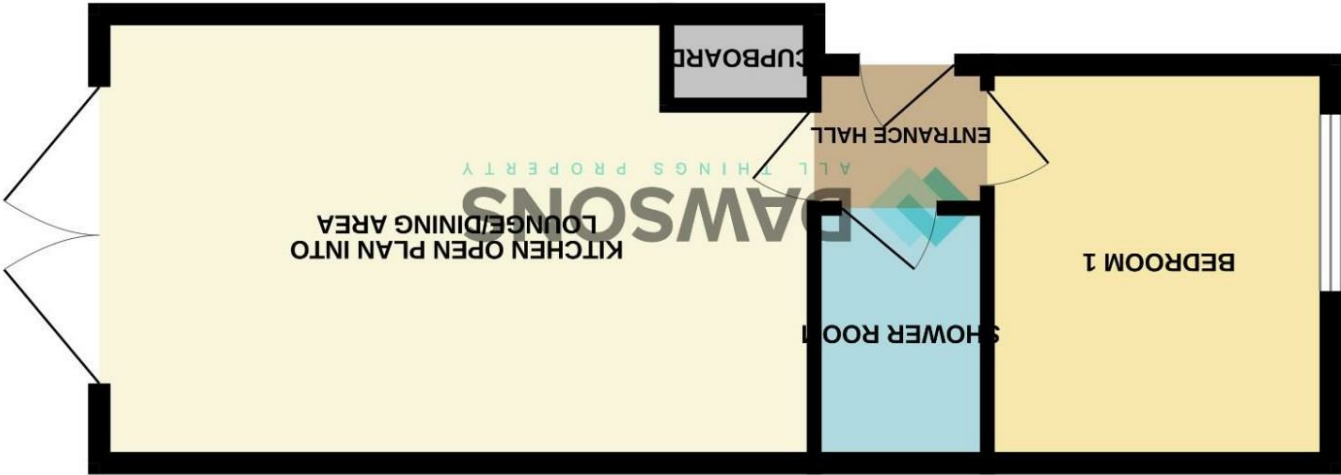 BEDROOM 1
SHOWER ROOM
KITCHEN OPEN PLAN INTO
LOUNGE/DINING AREA
DAWSONS
ALL THINGS PROPERTY
ENTRANCE HALL
CUPBOARD